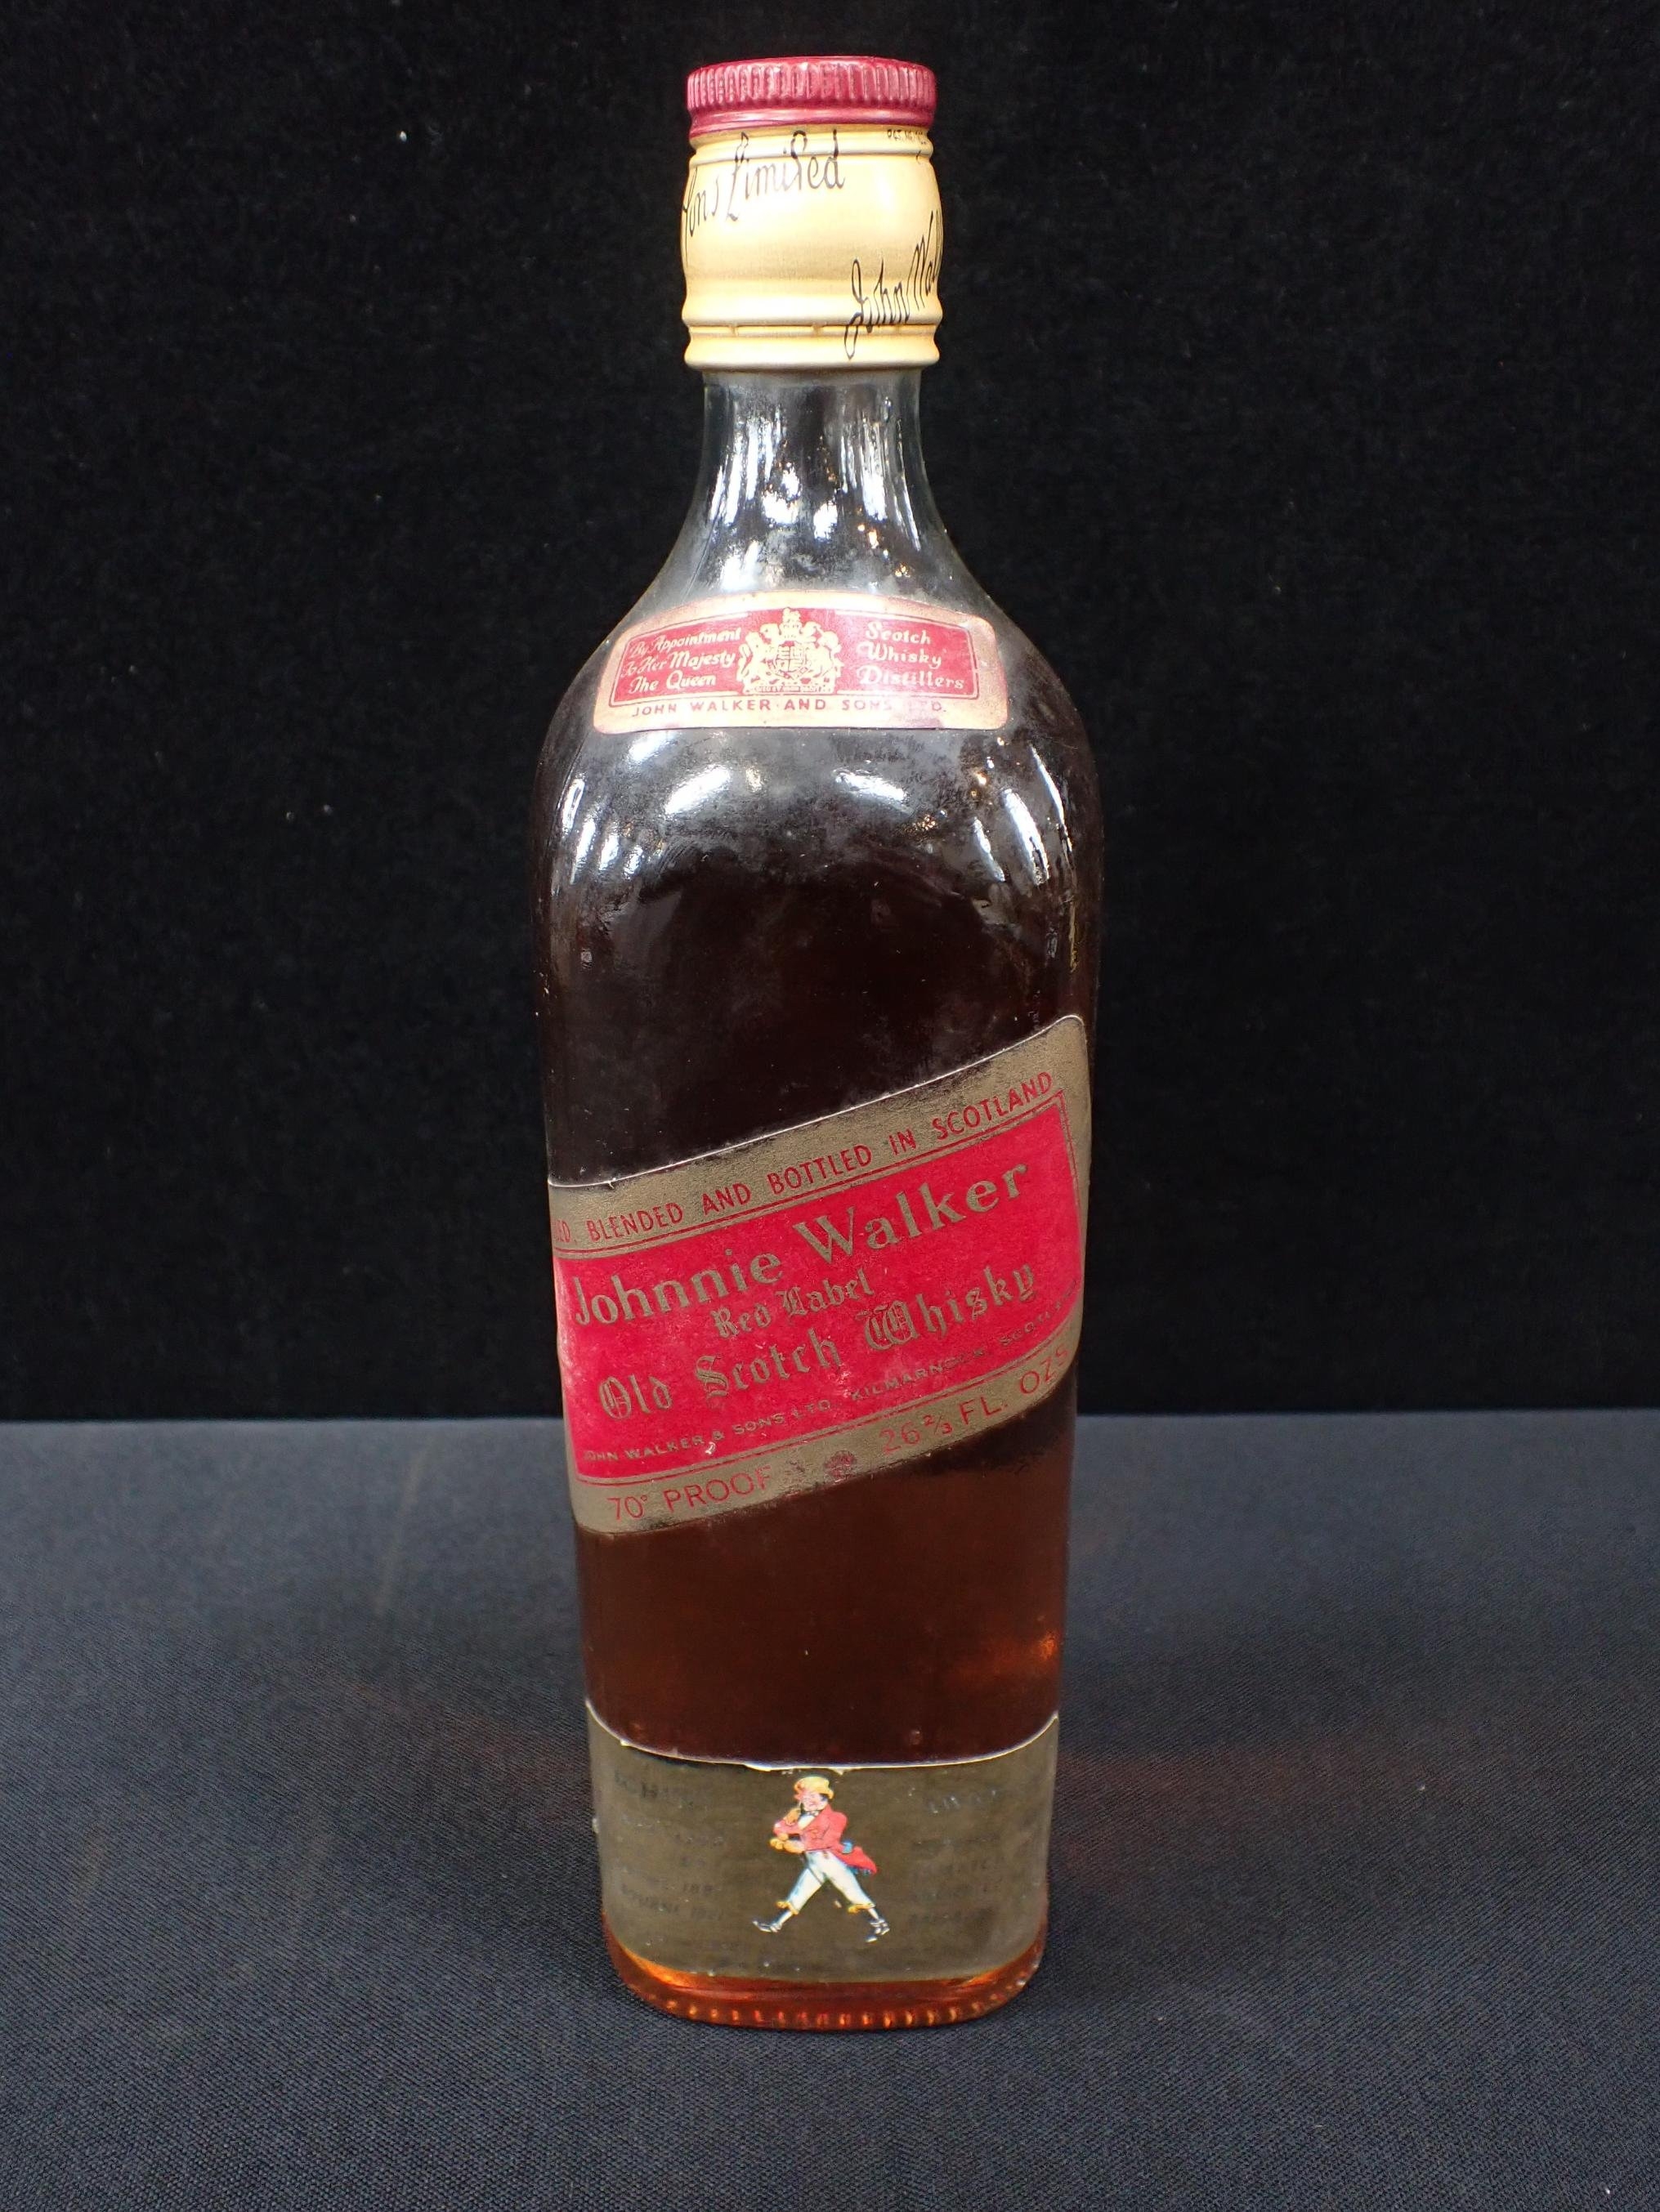 ons Limited
John Wal
By Appointment
To Her Majesty
The Queen
Scotch
Whisky
Distillers
JOHN WALKER AND SONS LTD.
BLENDED AND BOTTLED IN SCOTLAND
Johnnie Walker
Red Label
Old Scotch Whisky
JOHN WALKER & SONS LTD. KILMARNOCK,
70° PROOF 26⅔ FL. OZS